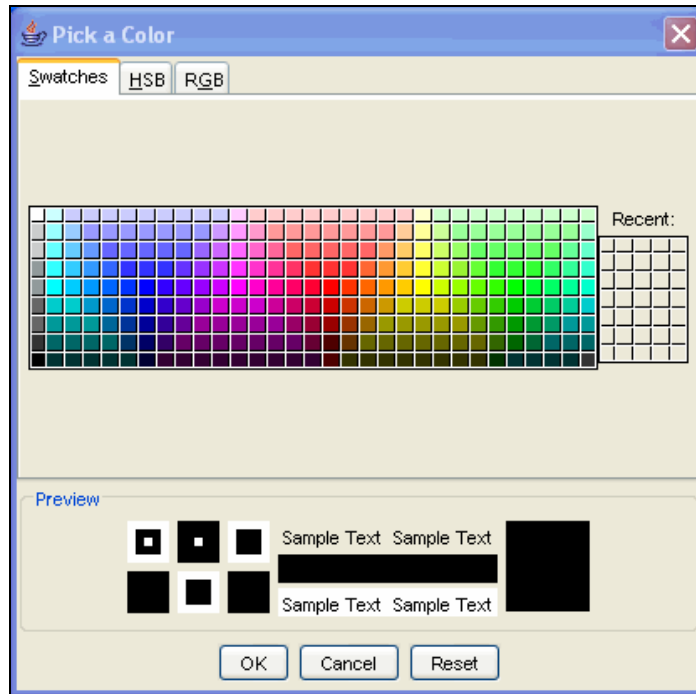 Pick a Color
Swatches HSB RGB
Recent:
Preview
Sample Text Sample Text
Sample Text Sample Text
OK Cancel Reset